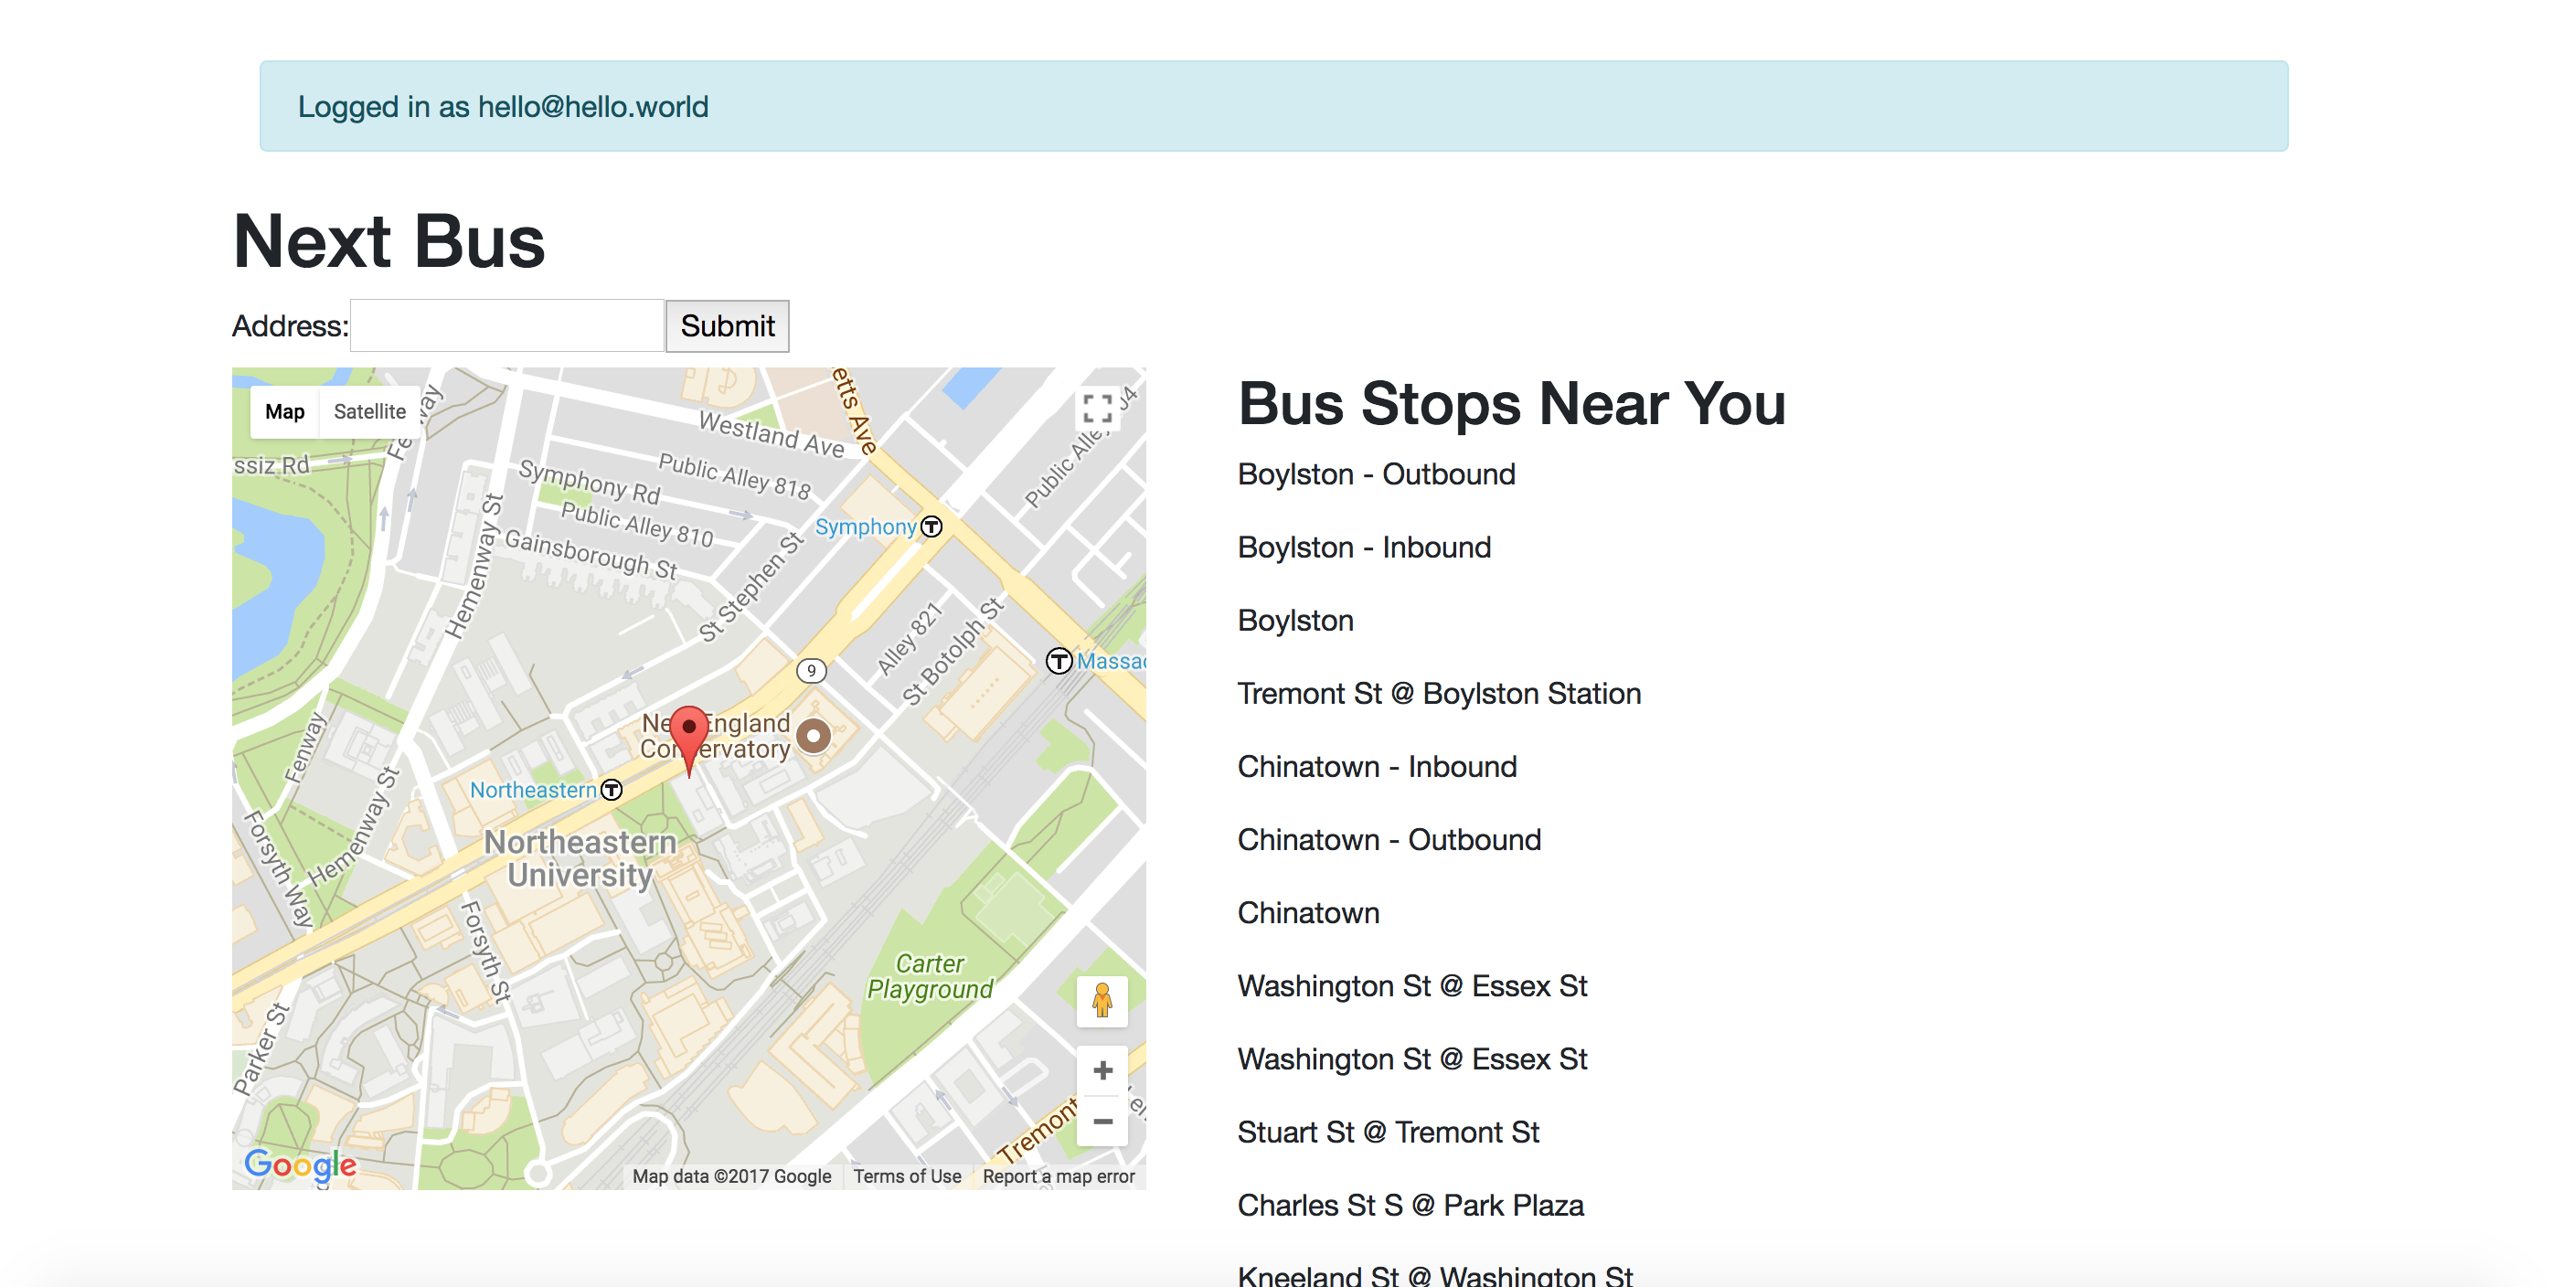 Logged in as hello@hello.world
Next Bus
Address:
Submit
Map
Satellite
ssiz Rd
Westland Ave
etts Ave
Public Alley 818
Symphony Rd
Public Alley 810
Gainsborough St
Hemenway St
St Stephen St
Symphony
Public Alley
04
Alley 821
St Botolph St
9
Massac
New England
Conservatory
Northeastern
Northeastern
University
Fenway
Hemenway St
Forsyth Way
Forsyth St
Parker St
Carter
Playground
Tremont
Google
Map data ©2017 Google
Terms of Use
Report a map error
Bus Stops Near You
Boylston - Outbound
Boylston - Inbound
Boylston
Tremont St @ Boylston Station
Chinatown - Inbound
Chinatown - Outbound
Chinatown
Washington St @ Essex St
Washington St @ Essex St
Stuart St @ Tremont St
Charles St S @ Park Plaza
Kneeland St @ Washington St